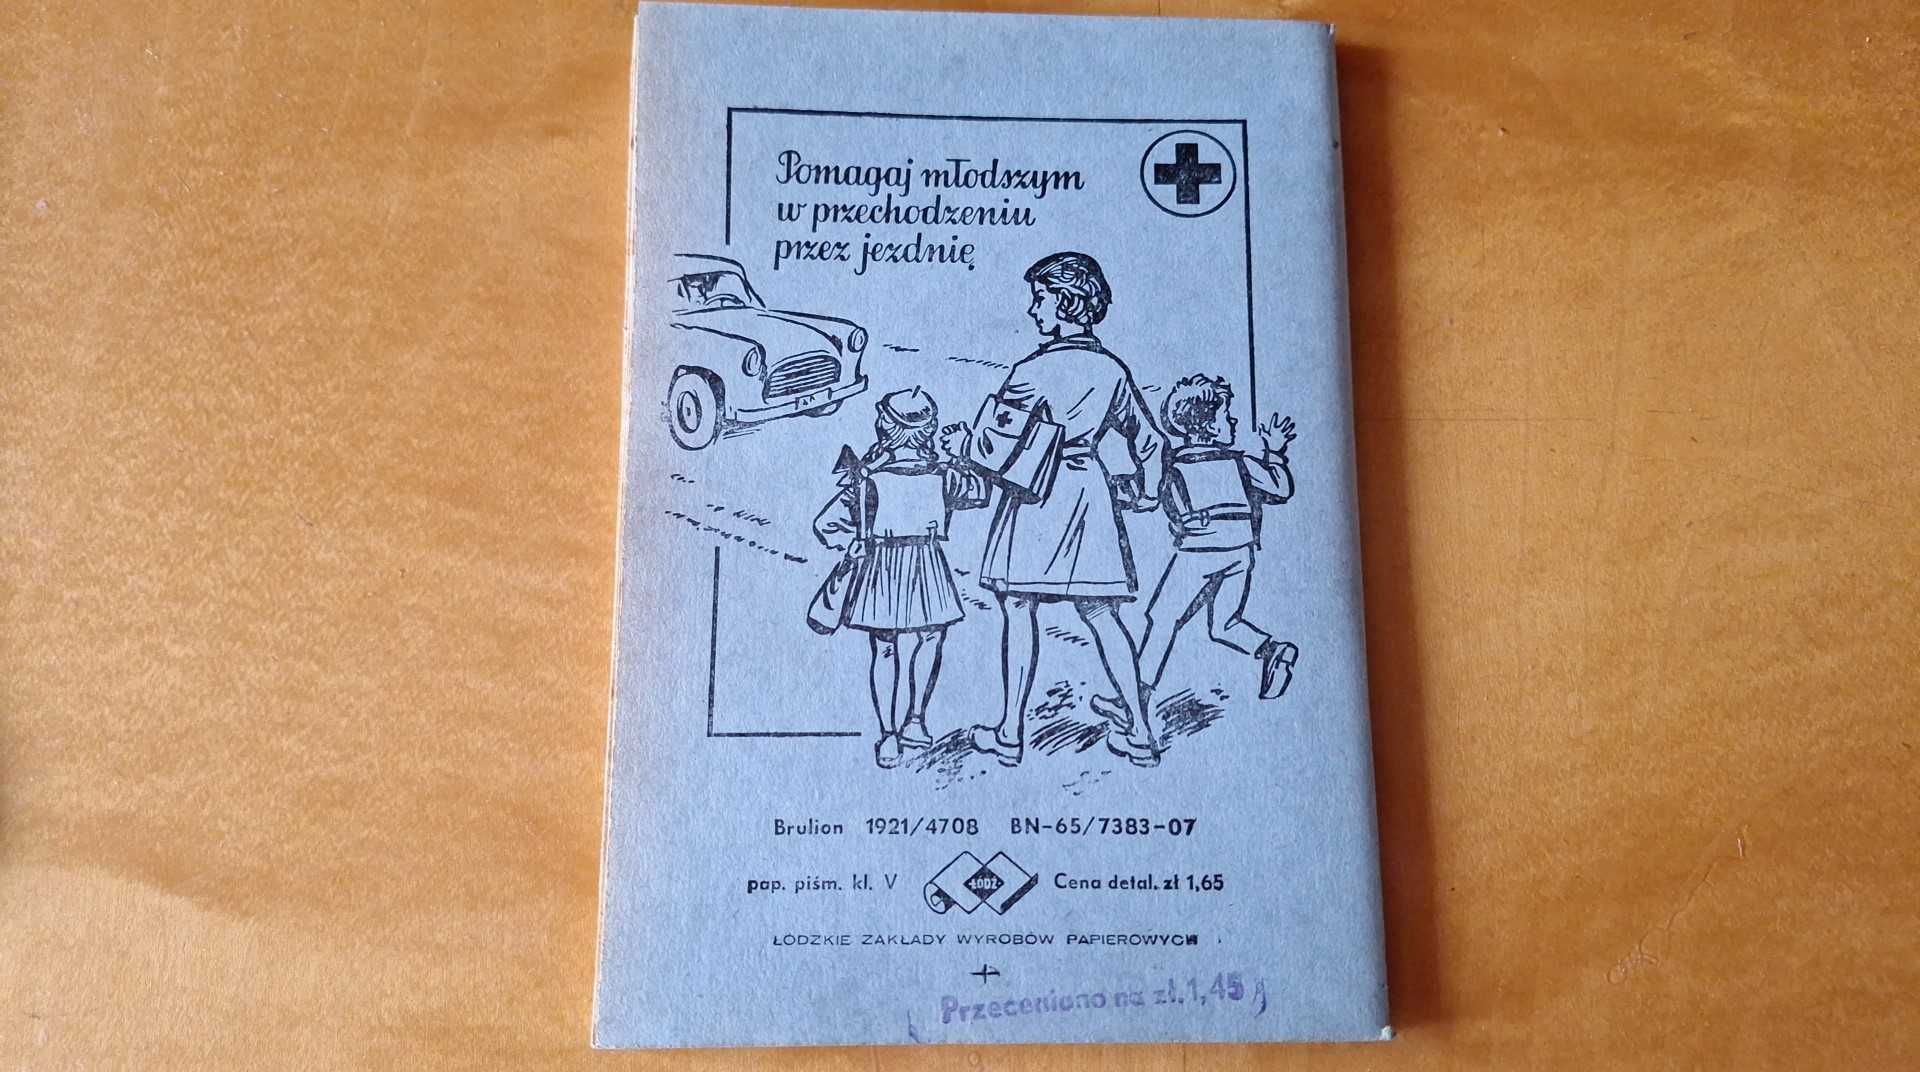 Pomagaj młodszym
w przechodzeniu
przez jezdnię
Brulion 1921/4708 BN-65/7383-07
pap. piśm. kl. V ŁÓDŹ Cena detal. zł 1,65
ŁÓDZKIE ZAKŁADY WYROBÓW PAPIEROWYCH
Przeceniono na zł. 1,45